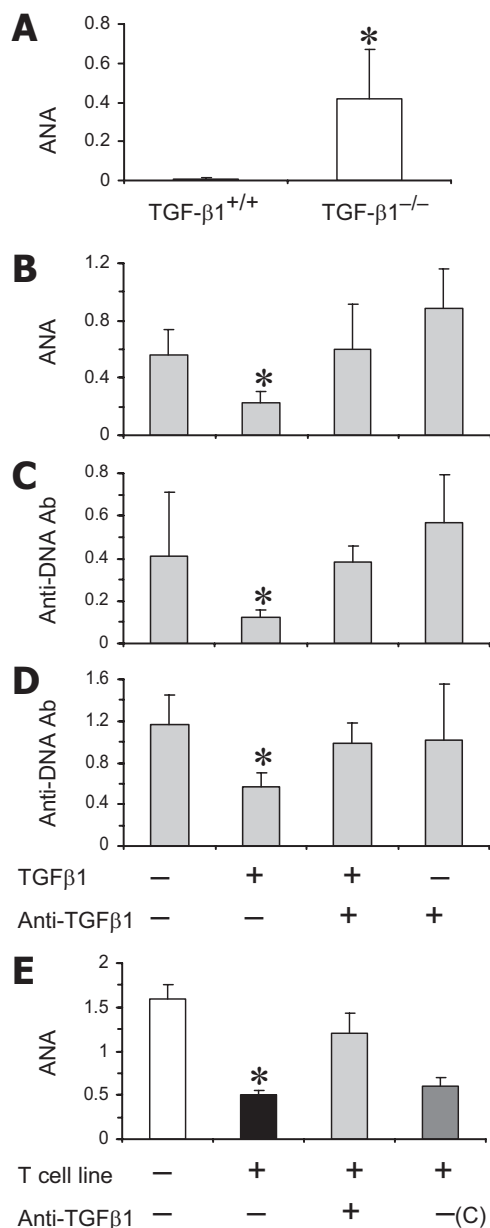 A
0.8
0.6
0.4
0.2
0
ANA
*
TGF-β1+/+ TGF-β1−/−
B
1.2
0.8
0.4
0
ANA
*
C
0.8
0.6
0.4
0.2
0
Anti-DNA Ab
*
D
1.6
1.2
0.8
0.4
0
Anti-DNA Ab
*
TGFβ1 − + + −
Anti-TGFβ1 − − + +
E
2
1.5
1
0.5
0
ANA
*
T cell line − + + +
Anti-TGFβ1 − − + −(C)